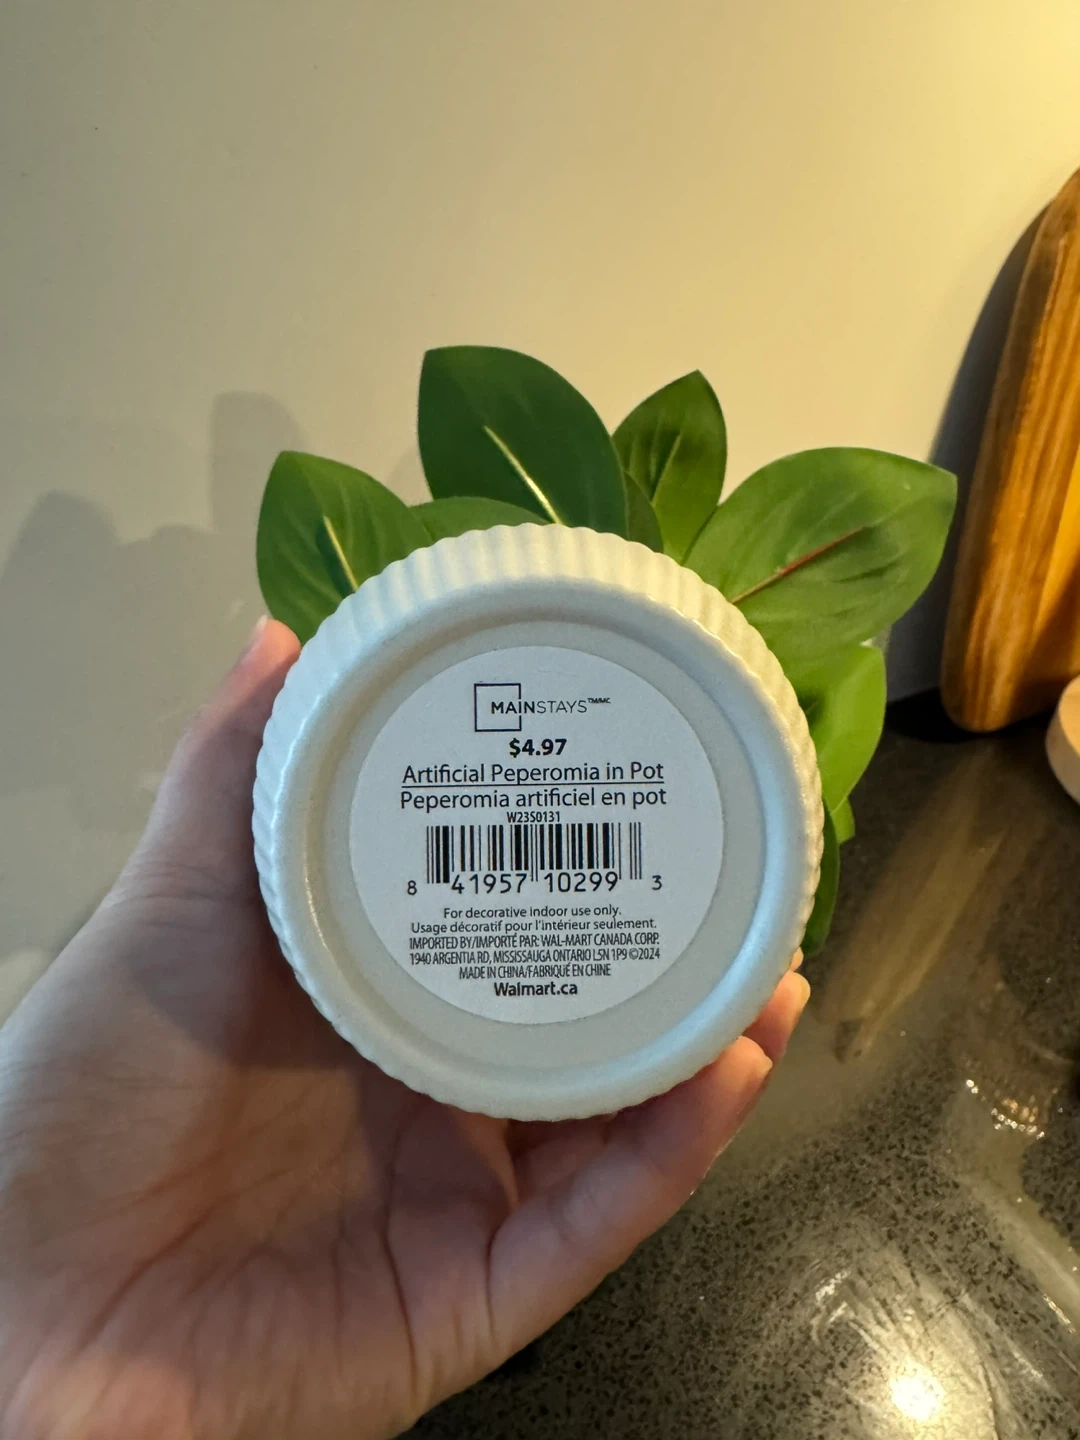 MAINSTAYS™/MC
$4.97
Artificial Peperomia in Pot
Peperomia artificiel en pot
W23S0131
8 41957 10299 3
For decorative indoor use only.
Usage décoratif pour l'intérieur seulement.
IMPORTED BY/IMPORTÉ PAR: WAL-MART CANADA CORP.
1940 ARGENTIA RD, MISSISSAUGA ONTARIO L5N 1P9 ©2024
MADE IN CHINA/FABRIQUÉ EN CHINE
Walmart.ca